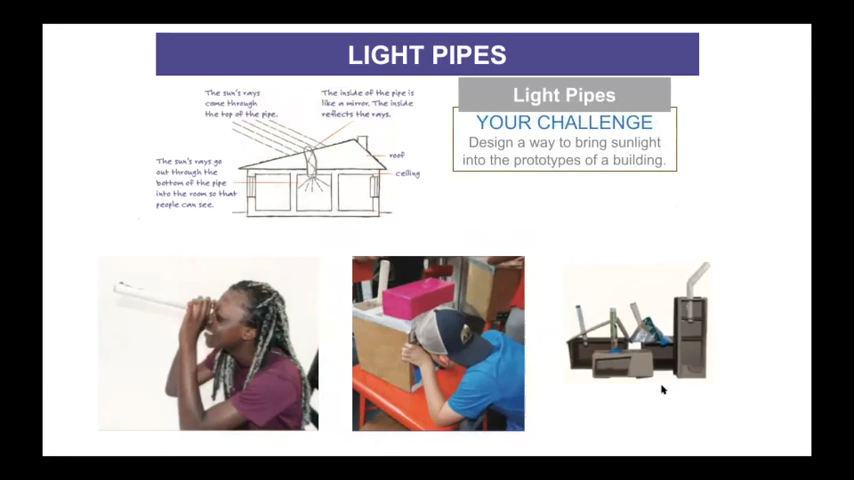 LIGHT PIPES
The sun's rays
come through
the top of the pipe.
The inside of the pipe is
like a mirror. The inside
reflects the rays.
roof
ceiling
The sun's rays go
out through the
bottom of the pipe
into the room so that
people can see.
Light Pipes
YOUR CHALLENGE
Design a way to bring sunlight
into the prototypes of a building.